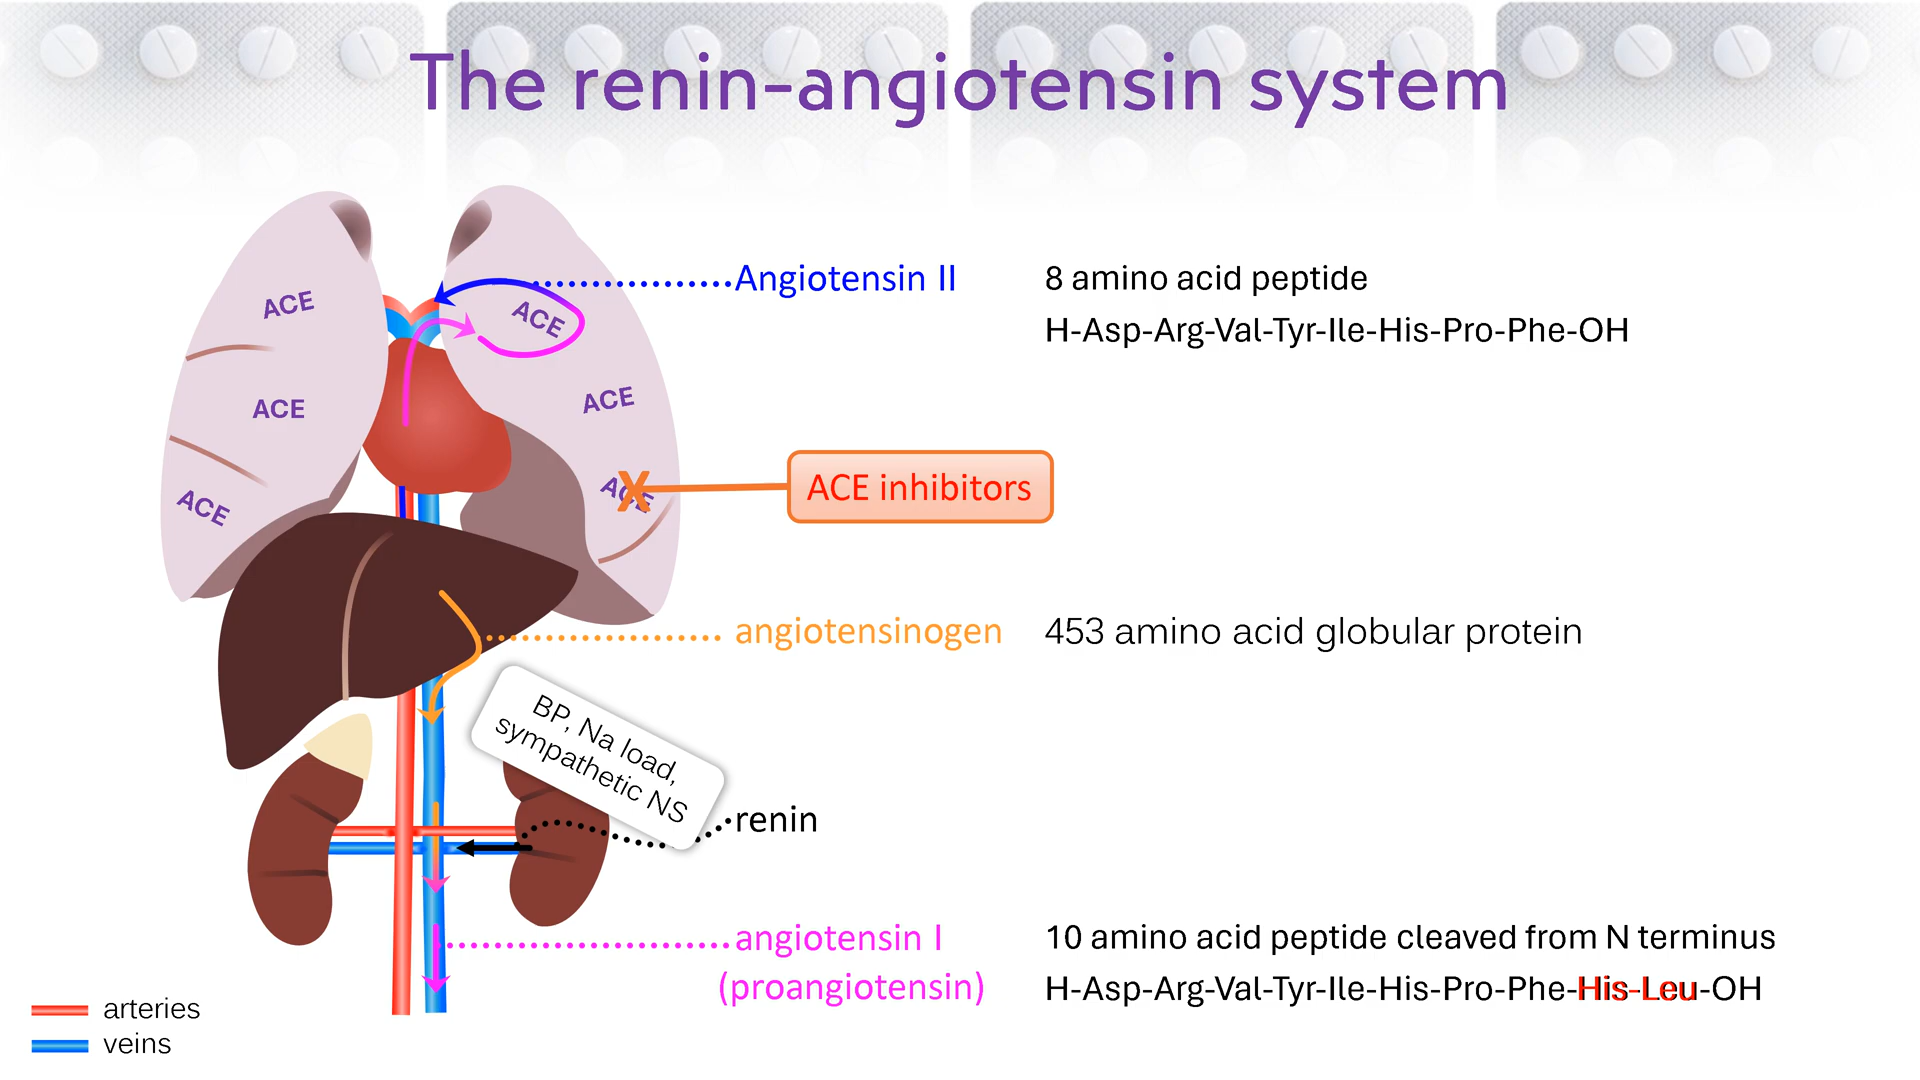 The renin-angiotensin system
ACE
ACE
ACE
ACE
ACE
ACE
Angiotensin II
8 amino acid peptide
H-Asp-Arg-Val-Tyr-Ile-His-Pro-Phe-OH
X
ACE inhibitors
angiotensinogen
453 amino acid globular protein
BP, Na load,
sympathetic NS
renin
angiotensin I
(proangiotensin)
10 amino acid peptide cleaved from N terminus
H-Asp-Arg-Val-Tyr-Ile-His-Pro-Phe-His-Leu-OH
arteries
veins